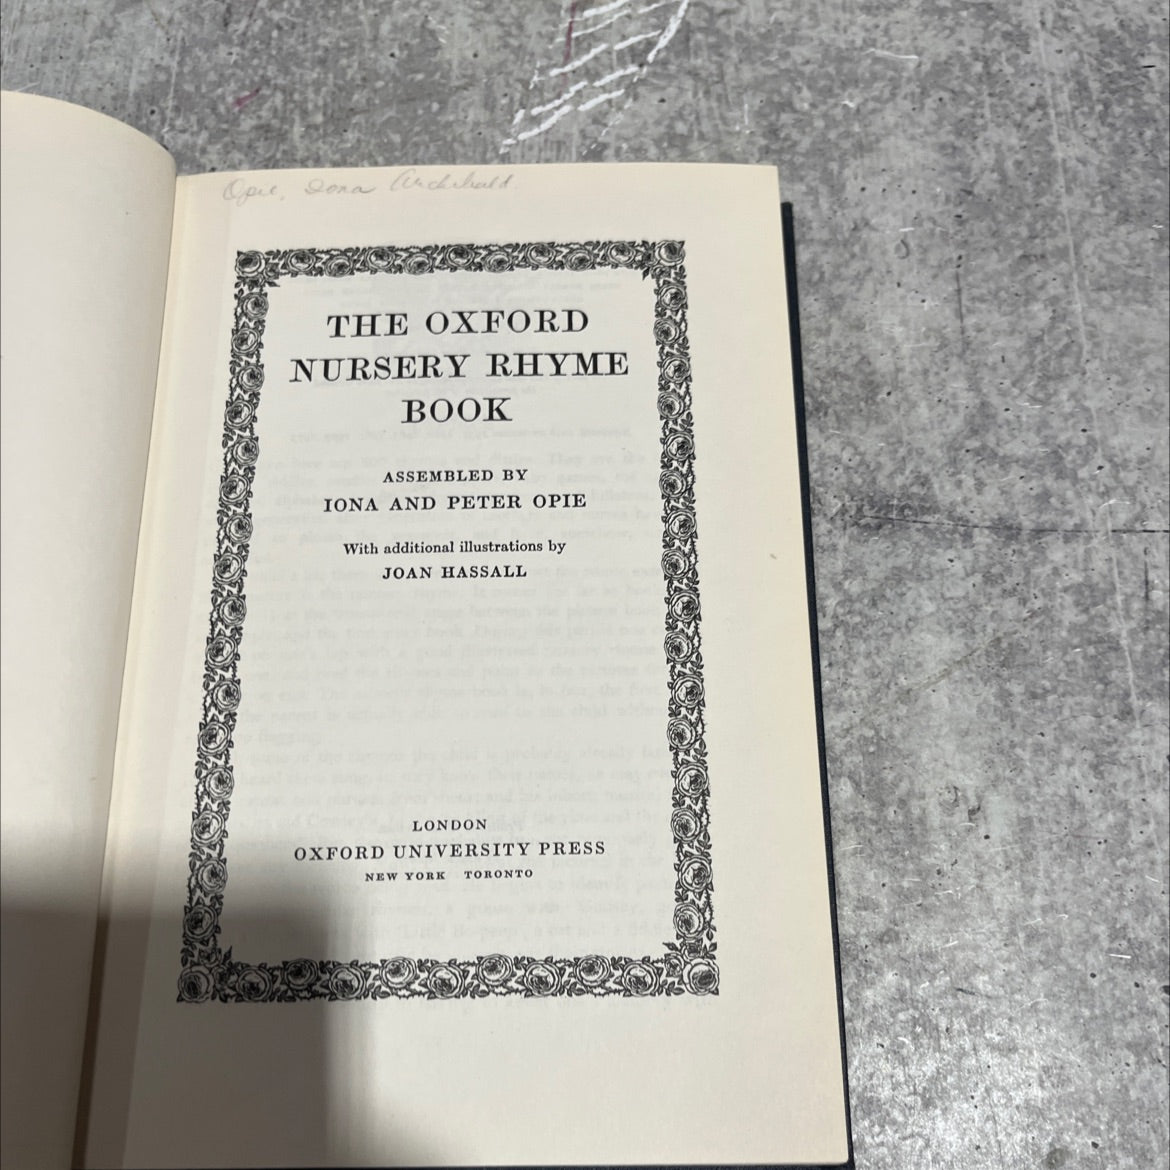 Opie, Iona Archibald.
THE OXFORD
NURSERY RHYME
BOOK
ASSEMBLED BY
IONA AND PETER OPIE
With additional illustrations by
JOAN HASSALL
LONDON
OXFORD UNIVERSITY PRESS
NEW YORK TORONTO